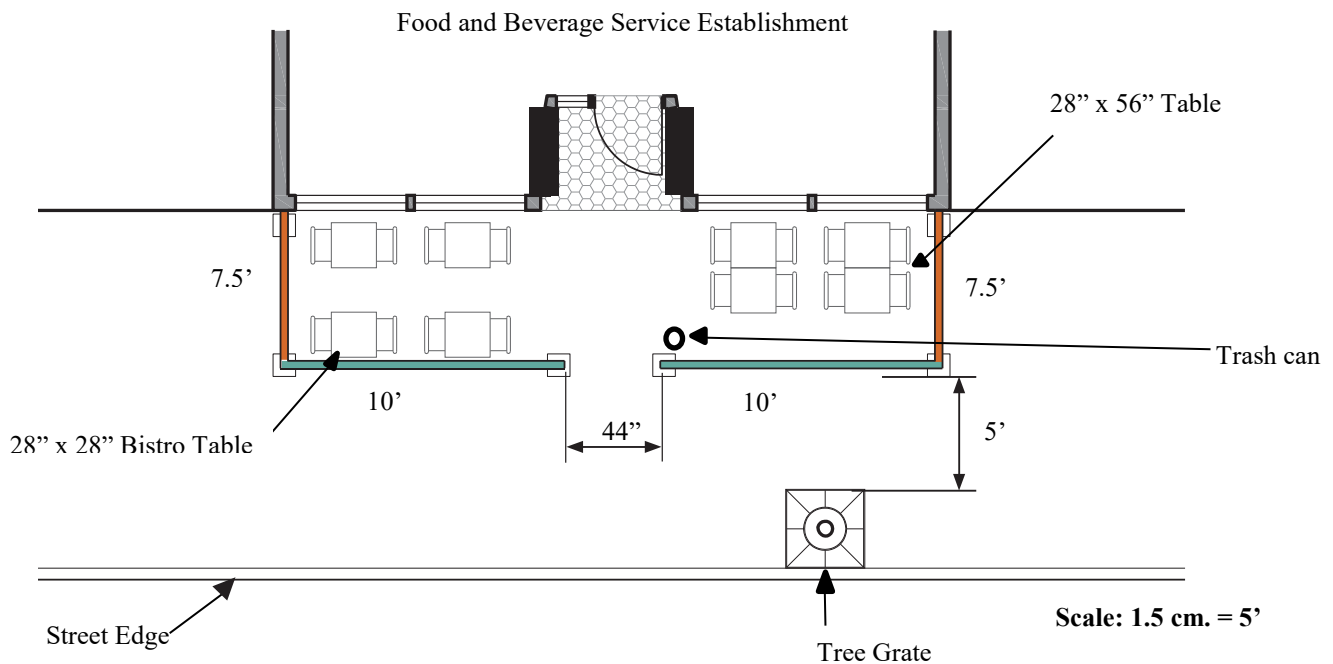 Food and Beverage Service Establishment
28” x 56” Table
7.5’
7.5’
Trash can
10’
10’
44”
5’
28” x 28” Bistro Table
Scale: 1.5 cm. = 5’
Street Edge
Tree Grate